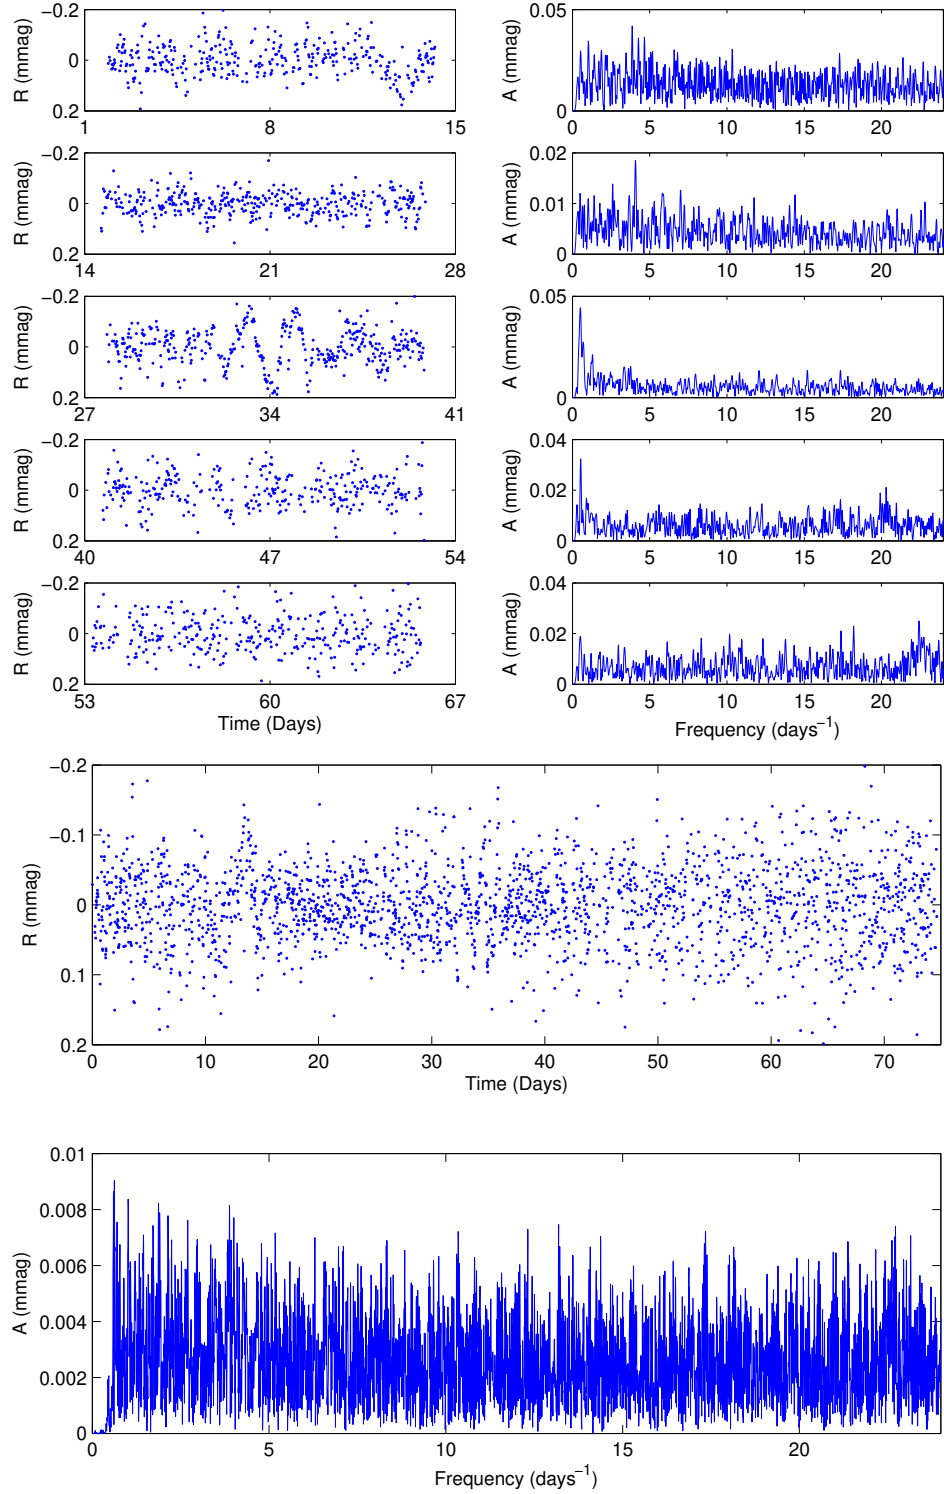 −0.2
0
0.2
R (mmag)
1 8 15
0.05
0
A (mmag)
0 5 10 15 20
−0.2
0
0.2
R (mmag)
14 21 28
0.02
0.01
0
A (mmag)
0 5 10 15 20
−0.2
0
0.2
R (mmag)
27 34 41
0.05
0
A (mmag)
0 5 10 15 20
−0.2
0
0.2
R (mmag)
40 47 54
0.04
0.02
0
A (mmag)
0 5 10 15 20
−0.2
0
0.2
R (mmag)
53 60 67
Time (Days)
0.04
0.02
0
A (mmag)
0 5 10 15 20
Frequency (days⁻¹)
−0.2
−0.1
0
0.1
0.2
R (mmag)
0 10 20 30 40 50 60 70
Time (Days)
0.01
0.008
0.006
0.004
0.002
0
A (mmag)
0 5 10 15 20
Frequency (days⁻¹)